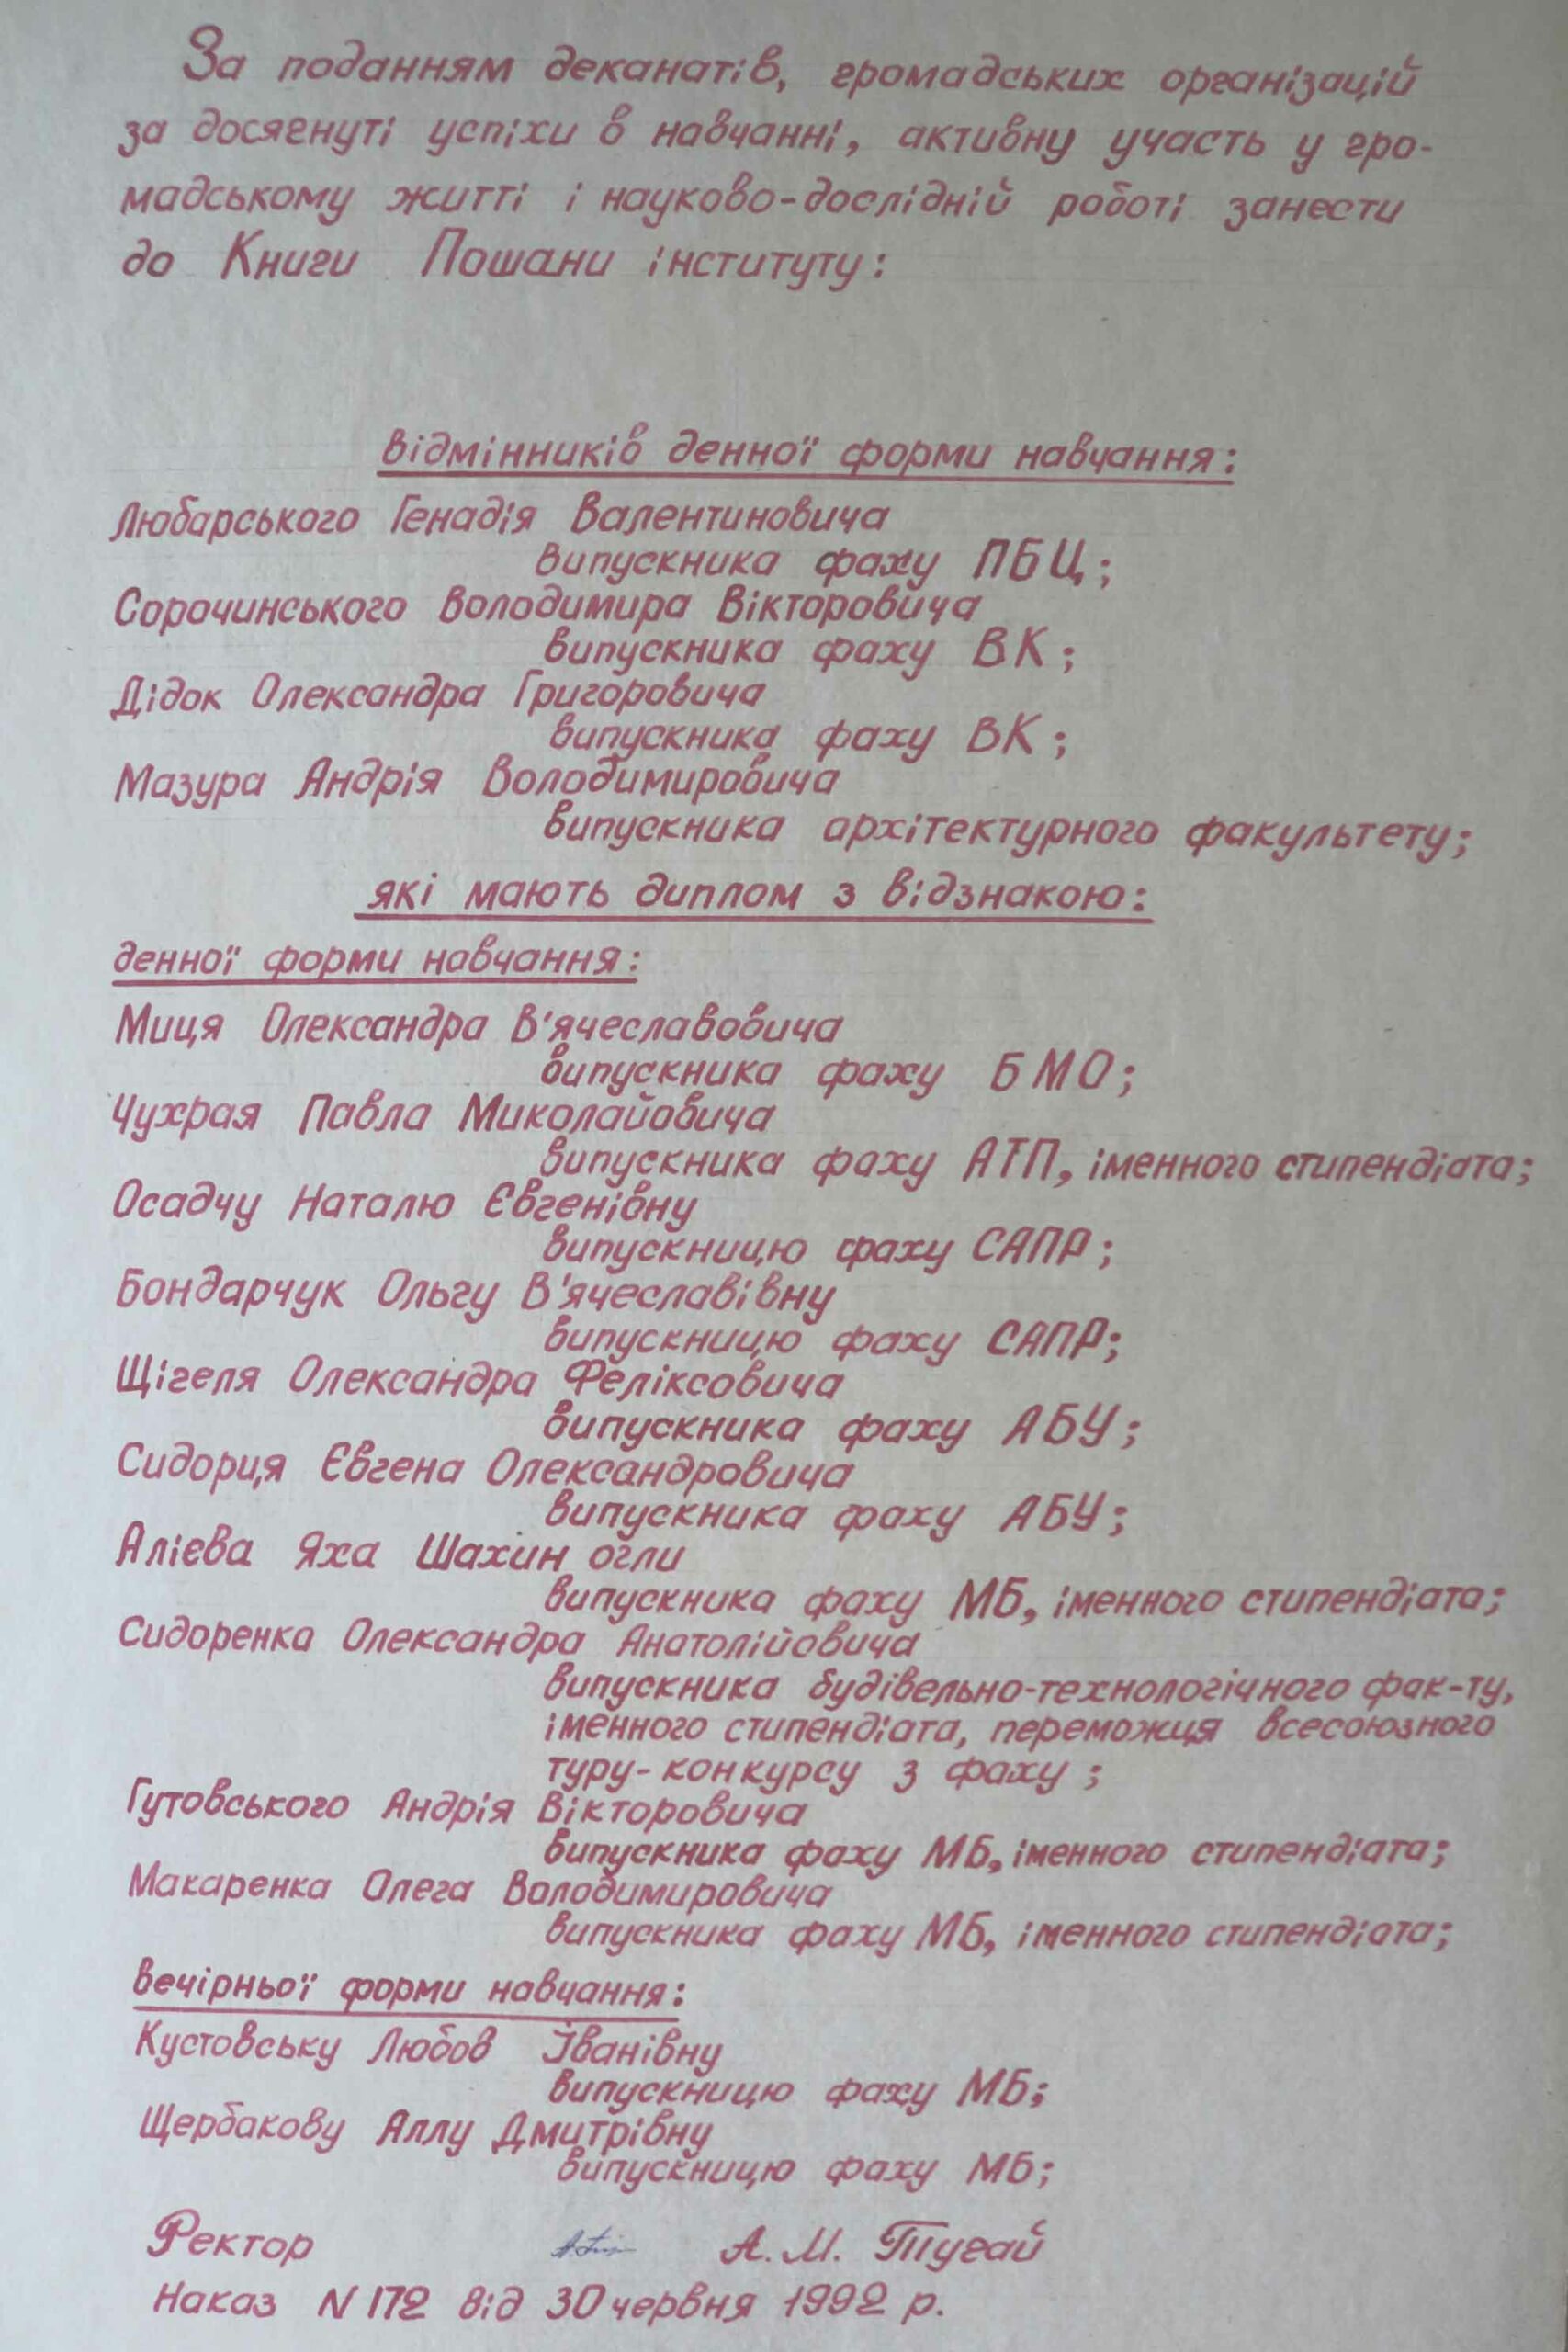 За поданням деканатів, громадських організацій
за досягнуті успіхи в навчанні, активну участь у гро-
мадському житті і науково-дослідній роботі занести
до Книги Пошани інституту:
відмінників денної форми навчання:
Любарського Генадія Валентиновича
випускника фаху ПБЦ;
Сорочинського Володимира Вікторовича
випускника фаху ВК;
Дідок Олександра Григоровича
випускника фаху ВК;
Мазура Андрія Володимировича
випускника архітектурного факультету;
які мають диплом з відзнакою:
денної форми навчання:
Миця Олександра В'ячеславовича
випускника фаху БМО;
Чухрая Павла Миколайовича
випускника фаху АТП, іменного стипендіата;
Осадчу Наталю Євгенівну
випускницю фаху САПР;
Бондарчук Ольгу В'ячеславівну
випускницю фаху САПР;
Щігеля Олександра Феліксовича
випускника фаху АБУ;
Сидорця Євгена Олександровича
випускника фаху АБУ;
Алієва Яха Шахин огли
випускника фаху МБ, іменного стипендіата;
Сидоренка Олександра Анатолійовича
випускника будівельно-технологічного фак-ту,
іменного стипендіата, переможця всесоюзного
туру-конкурсу з фаху;
Гутовського Андрія Вікторовича
випускника фаху МБ, іменного стипендіата;
Макаренка Олега Володимировича
випускника фаху МБ, іменного стипендіата;
вечірньої форми навчання:
Кустовську Любов Іванівну
випускницю фаху МБ;
Щербакову Аллу Дмитрівну
випускницю фаху МБ;
Ректор А. М. Тугай
Наказ N 172 від 30 червня 1992 р.